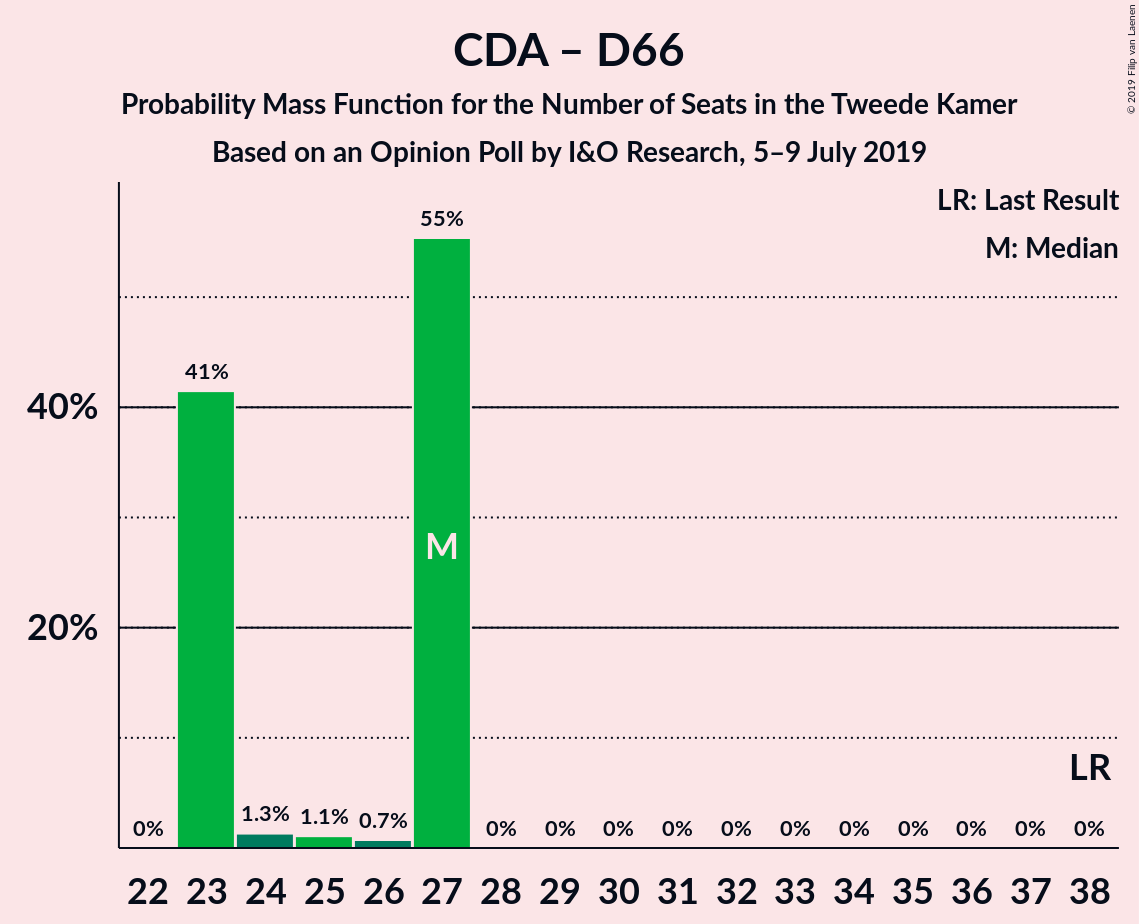 CDA – D66
Probability Mass Function for the Number of Seats in the Tweede Kamer
Based on an Opinion Poll by I&O Research, 5–9 July 2019
© 2019 Filip van Laenen
LR: Last Result
M: Median
55%
41%
40%
M
20%
LR
0% 1.3% 1.1% 0.7% 0% 0% 0% 0% 0% 0% 0% 0% 0% 0% 0%
22 23 24 25 26 27 28 29 30 31 32 33 34 35 36 37 38